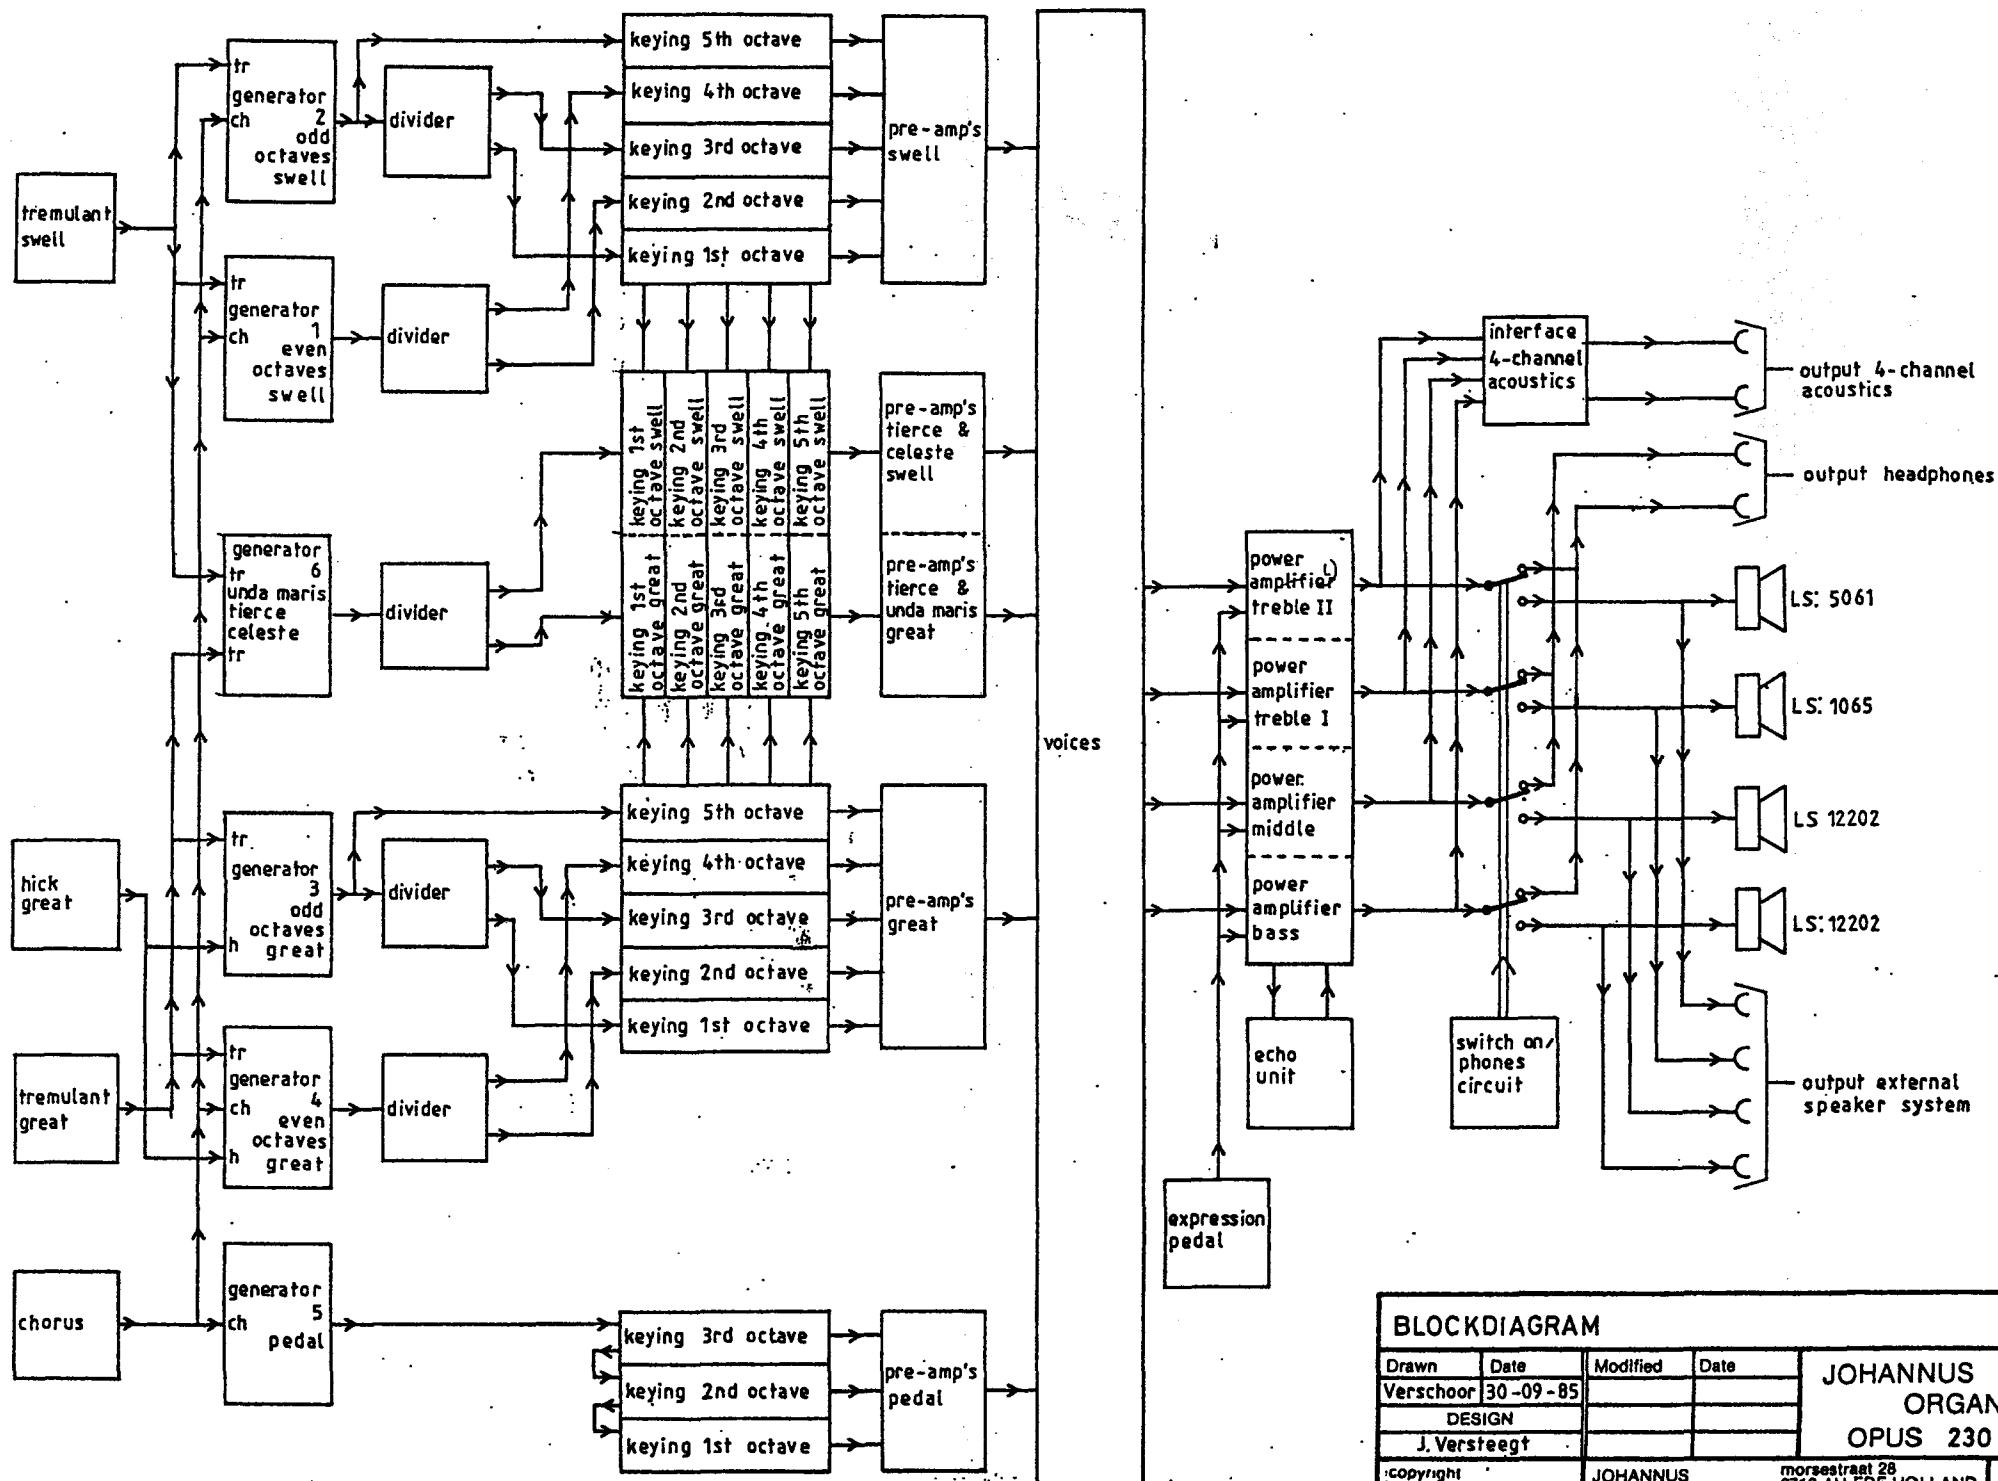 tremulant
swell
hick
great
tremulant
great
chorus
tr
generator
2
ch
odd
octaves
swell
tr
generator
1
ch
even
octaves
swell
generator
6
tr
unda maris
tierce
celeste
tr
tr
generator
3
odd
octaves
h
great
tr
generator
4
ch
even
octaves
h
great
generator
5
ch
pedal
divider
divider
divider
divider
divider
keying 5th octave
keying 4th octave
keying 3rd octave
keying 2nd octave
keying 1st octave
keying 1st
octave swell
keying 2nd
octave swell
keying 3rd
octave swell
keying 4th
octave swell
keying 5th
octave swell
keying 1st
octave great
keying 2nd
octave great
keying 3rd
octave great
keying 4th
octave great
keying 5th
octave great
keying 5th octave
keying 4th octave
keying 3rd octave
keying 2nd octave
keying 1st octave
keying 3rd octave
keying 2nd octave
keying 1st octave
pre-amp's
swell
pre-amp's
tierce &
celeste
swell
pre-amp's
tierce &
unda maris
great
pre-amp's
great
pre-amp's
pedal
voices
power
amplifier
treble II
power
amplifier
treble I
power
amplifier
middle
power
amplifier
bass
echo
unit
expression
pedal
switch on/
phones
circuit
interface
4-channel
acoustics
output 4-channel
acoustics
output headphones
LS: 5061
LS: 1065
LS 12202
LS: 12202
output external
speaker system
BLOCKDIAGRAM
Drawn Date Modified Date
Verschoor 30-09-85
DESIGN
J. Versteegt
JOHANNUS
ORGAN
OPUS 230
copyright
JOHANNUS
morsestraat 28
HOLLAND